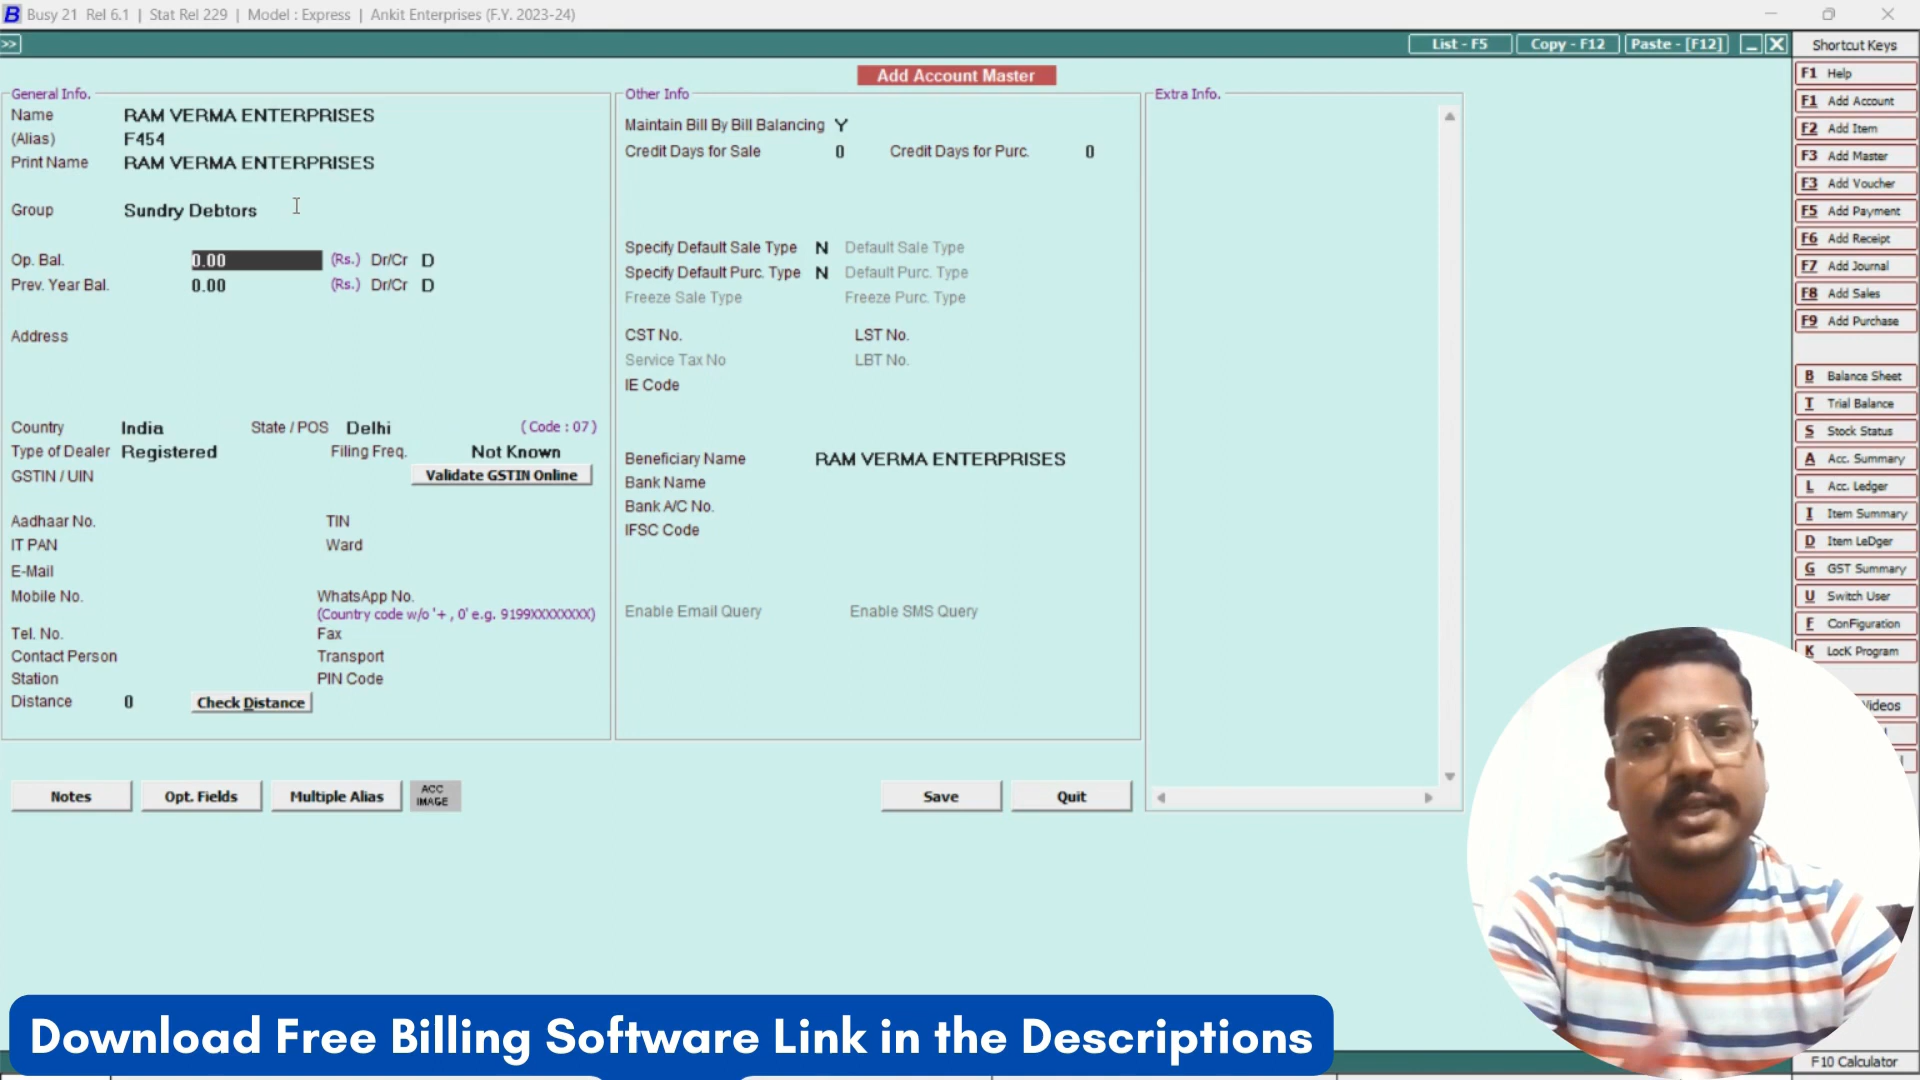 B Busy 21 Rel 6.1 | Stat Rel 229 | Model : Express | Ankit Enterprises (F.Y. 2023-24)
>> List - F5 Copy - F12 Paste - [F12] Shortcut Keys
Add Account Master
General Info.
Name RAM VERMA ENTERPRISES
(Alias) F454
Print Name RAM VERMA ENTERPRISES
Group Sundry Debtors
Op. Bal. 0.00 (Rs.) Dr/Cr D
Prev. Year Bal. 0.00 (Rs.) Dr/Cr D
Address
Country India State / POS Delhi ( Code : 07 )
Type of Dealer Registered Filing Freq. Not Known
GSTIN / UIN Validate GSTIN Online
Aadhaar No. TIN
IT PAN Ward
E-Mail
Mobile No. WhatsApp No.
(Country code w/o '+ , 0' e.g. 9199XXXXXXXX)
Tel. No. Fax
Contact Person Transport
Station PIN Code
Distance 0 Check Distance
Notes Opt. Fields Multiple Alias ACC IMAGE
Other Info
Maintain Bill By Bill Balancing Y
Credit Days for Sale 0 Credit Days for Purc. 0
Specify Default Sale Type N Default Sale Type
Specify Default Purc. Type N Default Purc. Type
Freeze Sale Type Freeze Purc. Type
CST No. LST No.
Service Tax No LBT No.
IE Code
Beneficiary Name RAM VERMA ENTERPRISES
Bank Name
Bank A/C No.
IFSC Code
Enable Email Query Enable SMS Query
Save Quit
Extra Info.
F1 Help
F1 Add Account
F2 Add Item
F3 Add Master
F3 Add Voucher
F5 Add Payment
F6 Add Receipt
F7 Add Journal
F8 Add Sales
F9 Add Purchase
B Balance Sheet
T Trial Balance
S Stock Status
A Acc. Summary
L Acc. Ledger
I Item Summary
D Item LeDger
G GST Summary
U Switch User
F ConFiguration
K LocK Program
Videos
F10 Calculator
Download Free Billing Software Link in the Descriptions